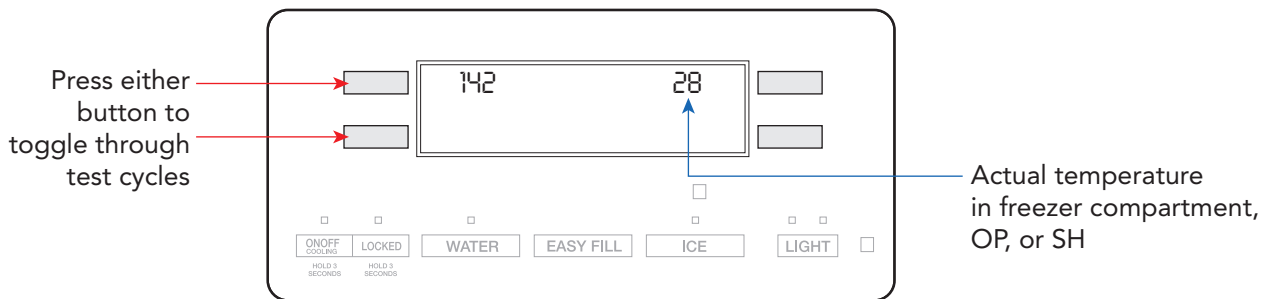 Press either
button to
toggle through
test cycles
142 28
Actual temperature
in freezer compartment,
OP, or SH
ONOFF
COOLING
LOCKED
WATER
EASY FILL
ICE
LIGHT
HOLD 3
SECONDS
HOLD 3
SECONDS